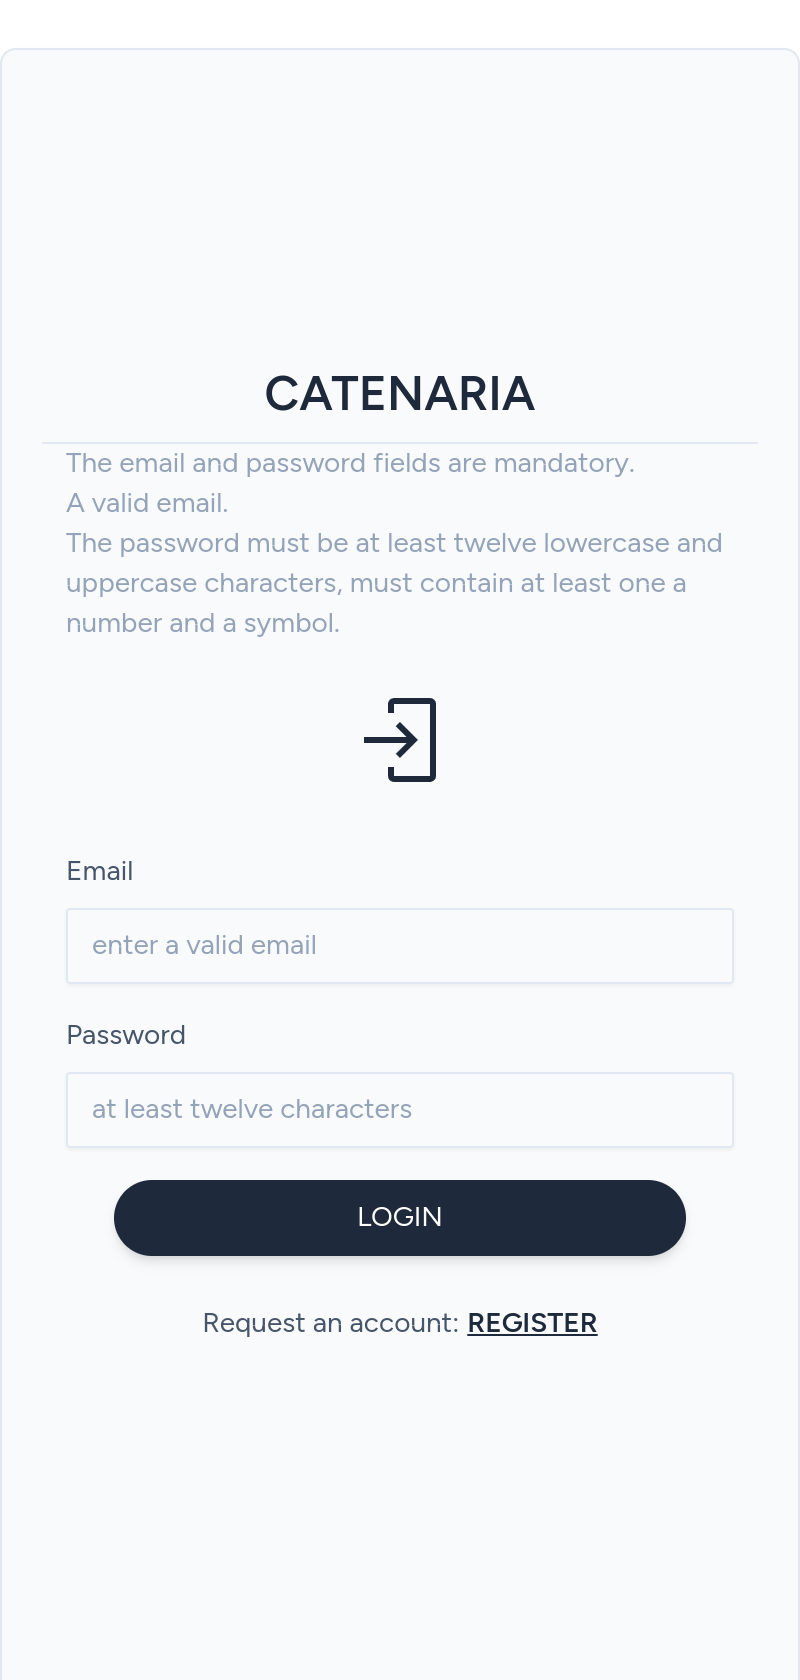 CATENARIA
The email and password fields are mandatory.
A valid email.
The password must be at least twelve lowercase and
uppercase characters, must contain at least one a
number and a symbol.
Email
enter a valid email
Password
at least twelve characters
LOGIN
Request an account: REGISTER